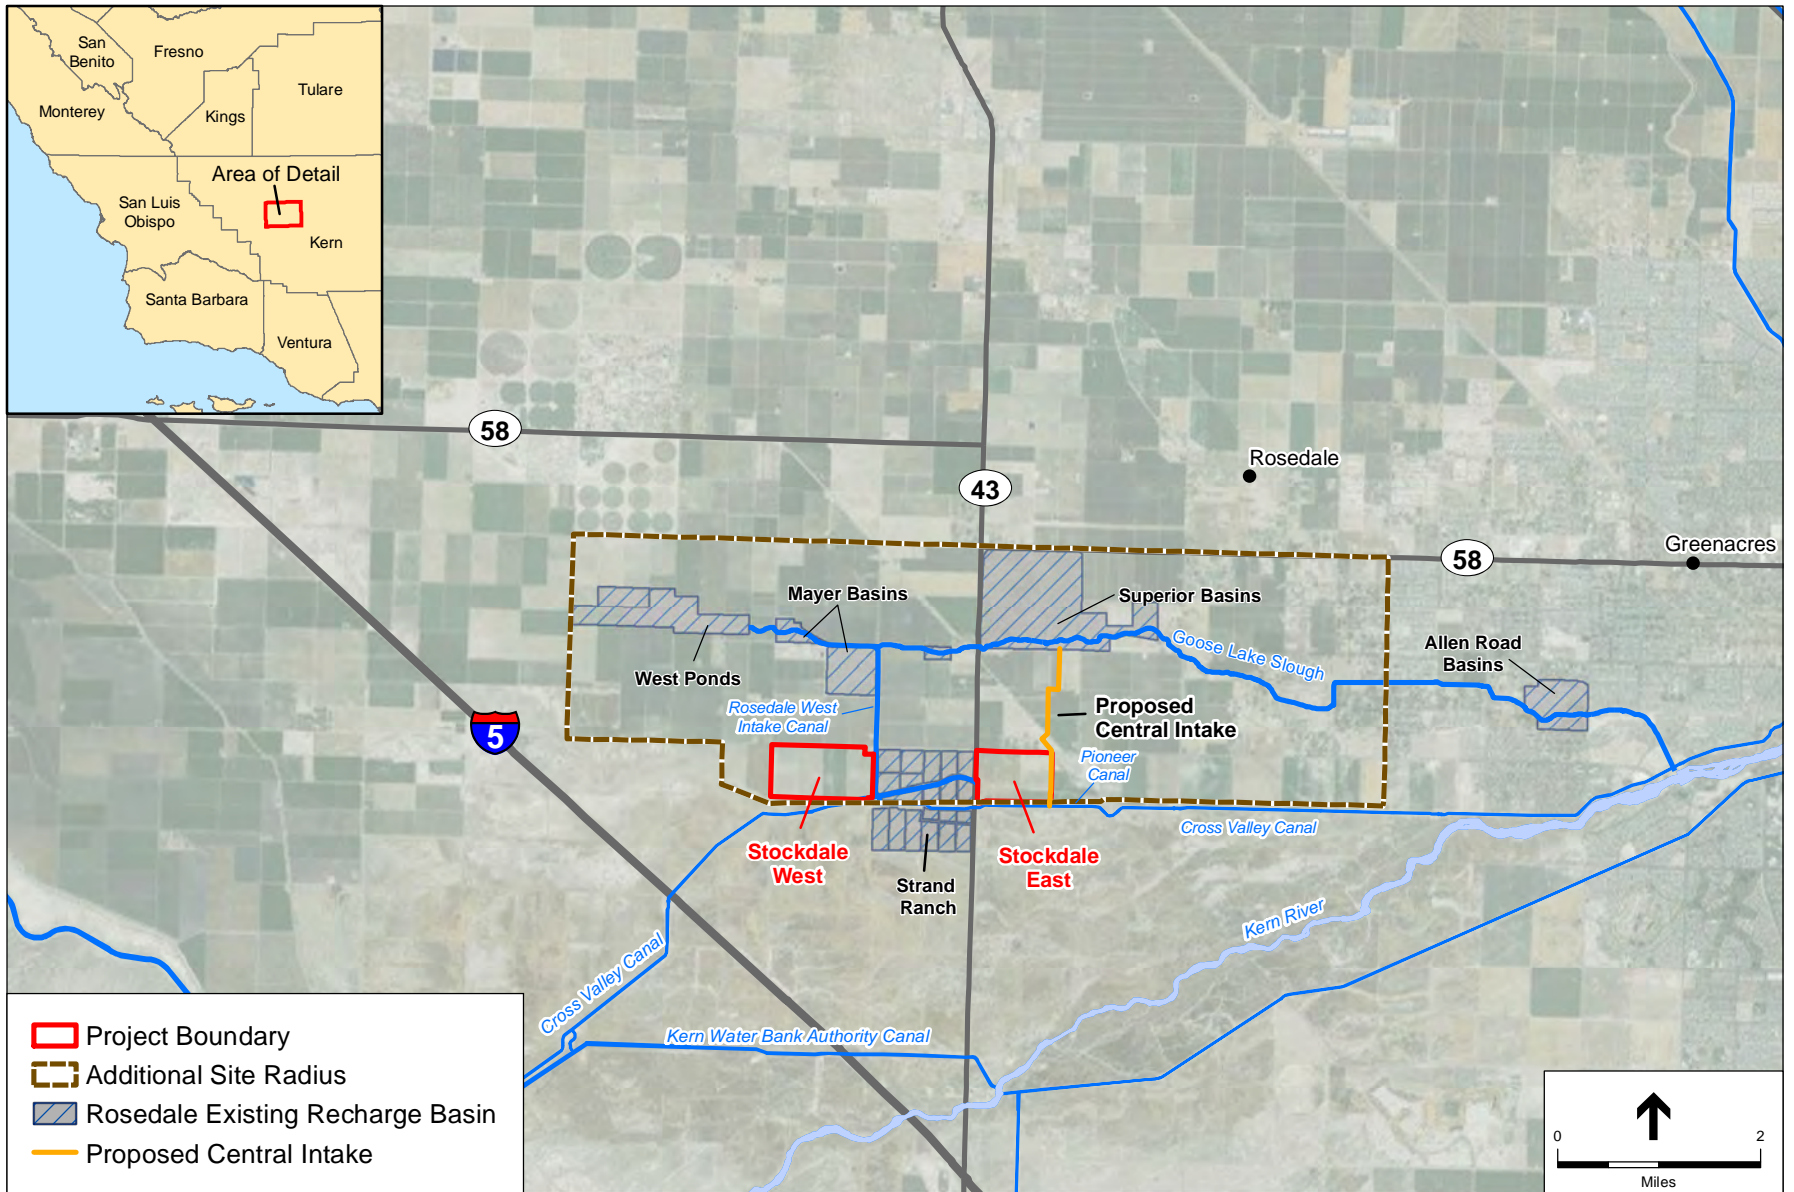 San
Benito
Fresno
Tulare
Monterey
Kings
Area of Detail
San Luis
Obispo
Kern
Santa Barbara
Ventura
58
43
Rosedale
58
Greenacres
Mayer Basins
Superior Basins
Goose Lake Slough
Allen Road
Basins
West Ponds
Rosedale West
Intake Canal
Proposed
Central Intake
5
Pioneer
Canal
Cross Valley Canal
Stockdale
West
Stockdale
East
Strand
Ranch
Kern River
Cross Valley Canal
Kern Water Bank Authority Canal
Project Boundary
Additional Site Radius
Rosedale Existing Recharge Basin
Proposed Central Intake
0 2
Miles